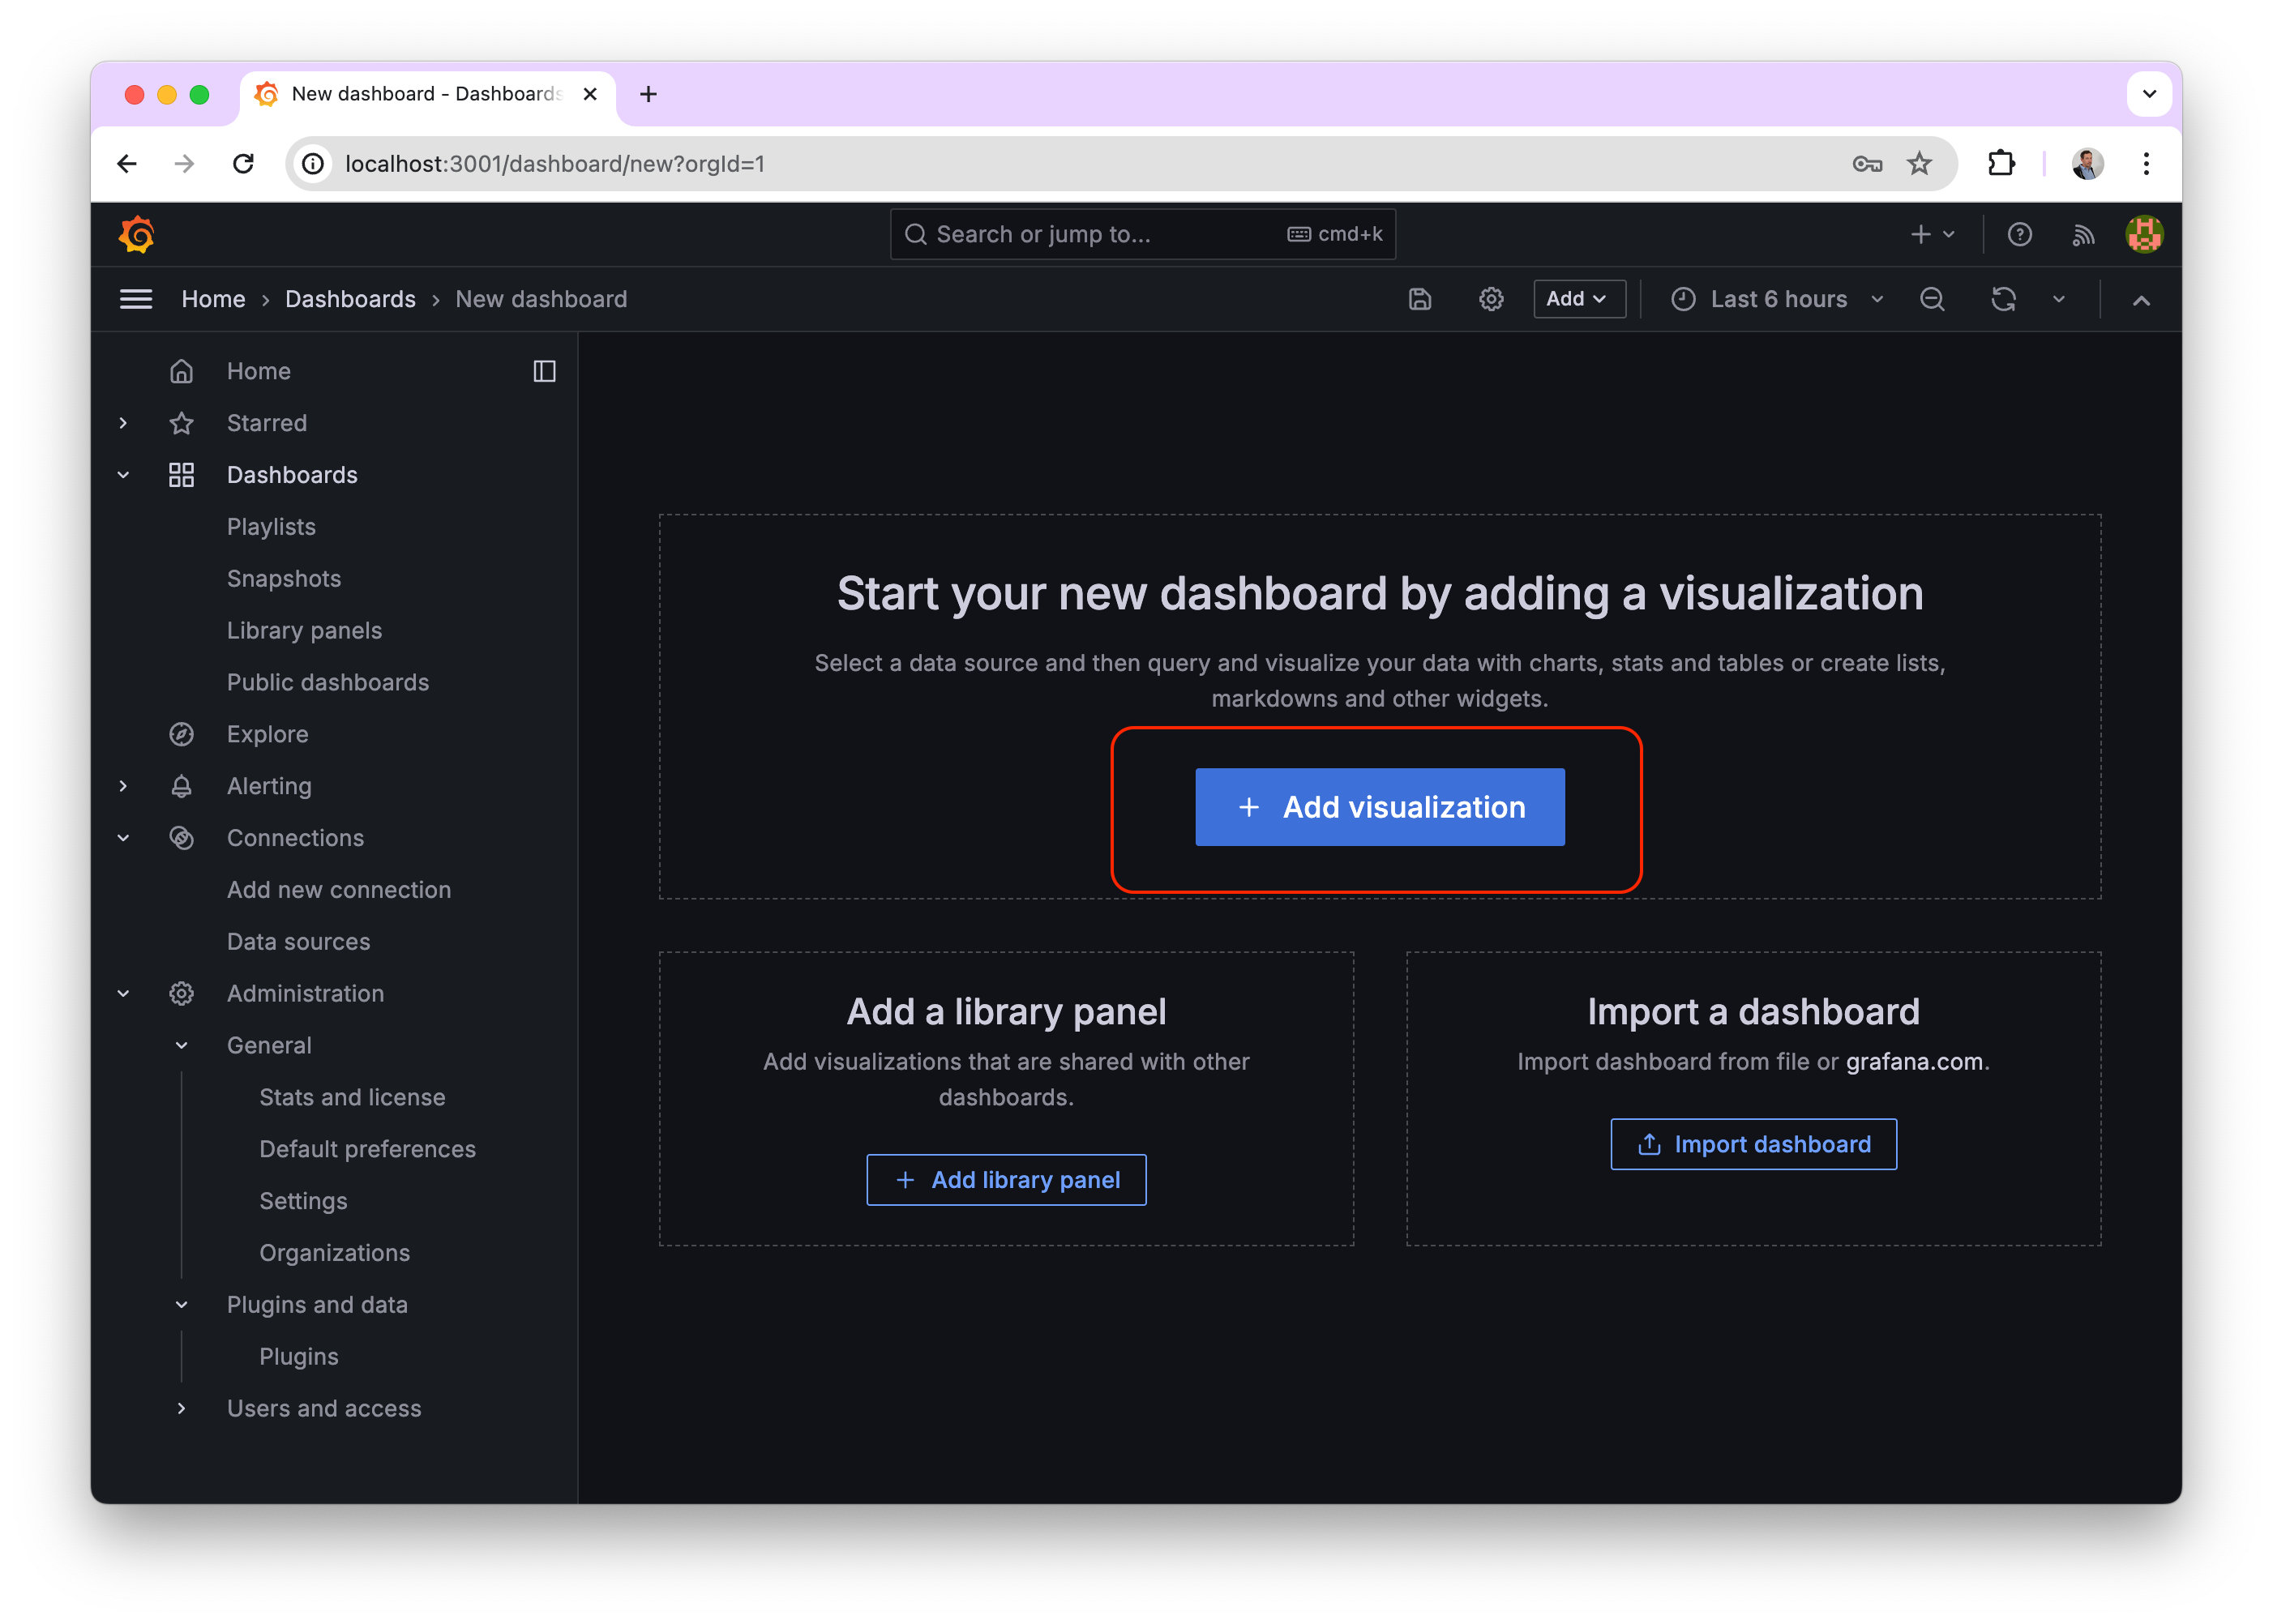 New dashboard - Dashboards
localhost:3001/dashboard/new?orgId=1
Search or jump to...
cmd+k
Home
Dashboards
New dashboard
Add
Last 6 hours
Home
Starred
Dashboards
Playlists
Snapshots
Library panels
Public dashboards
Explore
Alerting
Connections
Add new connection
Data sources
Administration
General
Stats and license
Default preferences
Settings
Organizations
Plugins and data
Plugins
Users and access
Start your new dashboard by adding a visualization
Select a data source and then query and visualize your data with charts, stats and tables or create lists,
markdowns and other widgets.
+ Add visualization
Add a library panel
Add visualizations that are shared with other
dashboards.
+ Add library panel
Import a dashboard
Import dashboard from file or grafana.com.
Import dashboard